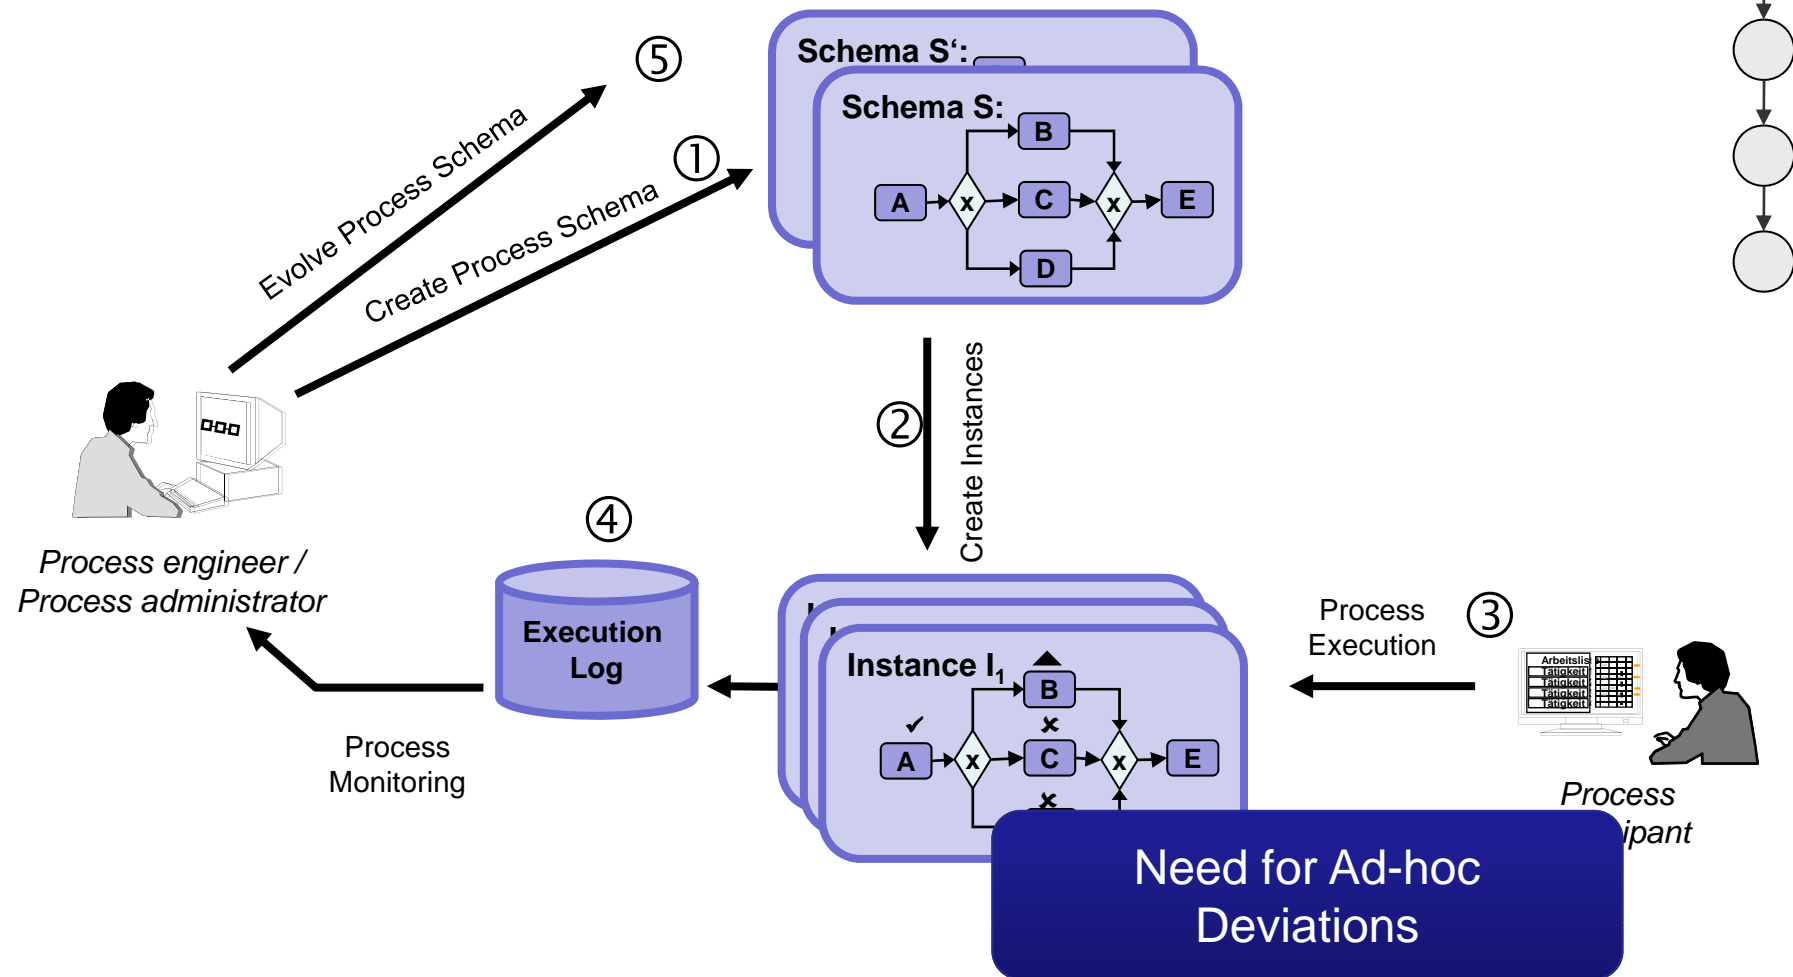 ⑤
Schema S‘:
Schema S:
Evolve Process Schema
①
Create Process Schema
B
A
x
C
x
E
D
②
Create Instances
④
Process engineer /
Process administrator
Execution
Log
Process
Monitoring
Instance I1
✓
B
✘
A
x
C
x
E
✘
Process
Execution
③
Arbeitslis
Tätigkeit
Tätigkeit
Tätigkeit
Tätigkeit
Process
ipant
Need for Ad-hoc
Deviations